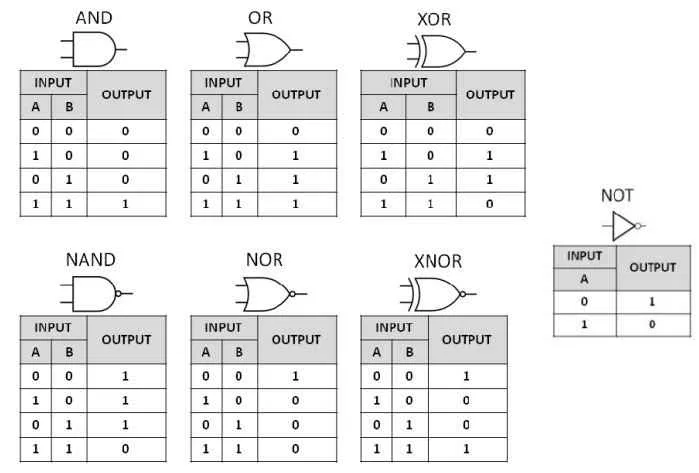 AND
INPUT OUTPUT
A B
0 0 0
1 0 0
0 1 0
1 1 1
OR
INPUT OUTPUT
A B
0 0 0
1 0 1
0 1 1
1 1 1
XOR
INPUT OUTPUT
A B
0 0 0
1 0 1
0 1 1
1 1 0
NAND
INPUT OUTPUT
A B
0 0 1
1 0 1
0 1 1
1 1 0
NOR
INPUT OUTPUT
A B
0 0 1
1 0 0
0 1 0
1 1 0
XNOR
INPUT OUTPUT
A B
0 0 1
1 0 0
0 1 0
1 1 1
NOT
INPUT OUTPUT
A
0 1
1 0